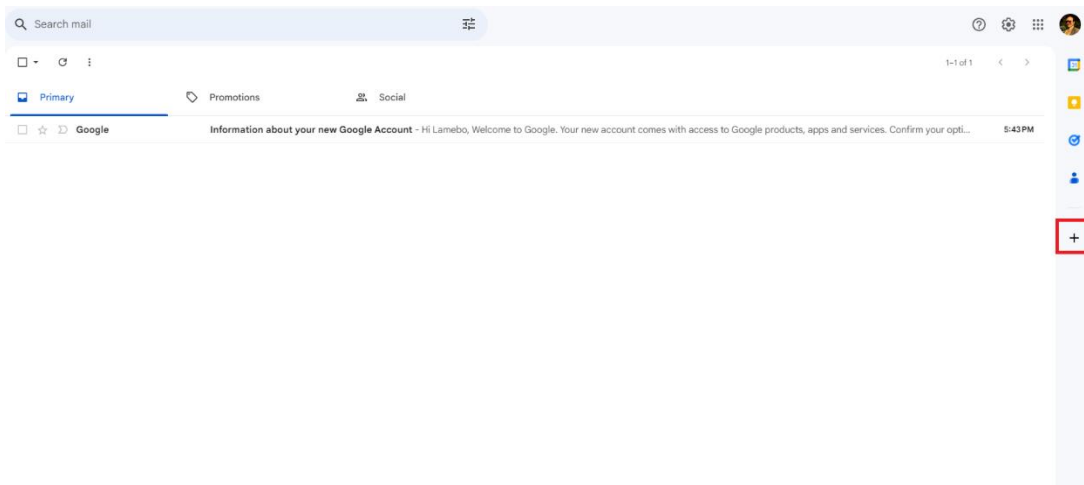 Search mail
1–1 of 1
Primary
Promotions
Social
Google Information about your new Google Account - Hi Lamebo, Welcome to Google. Your new account comes with access to Google products, apps and services. Confirm your opti... 5:43 PM